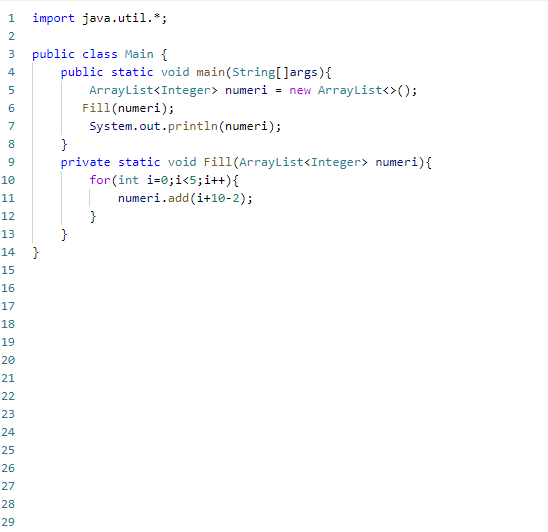 1 import java.util.*;
2
3 public class Main {
4 public static void main(String[]args){
5 ArrayList<Integer> numeri = new ArrayList<>();
6 Fill(numeri);
7 System.out.println(numeri);
8 }
9 private static void Fill(ArrayList<Integer> numeri){
10 for(int i=0;i<5;i++){
11 numeri.add(i+10-2);
12 }
13 }
14 }
15
16
17
18
19
20
21
22
23
24
25
26
27
28
29